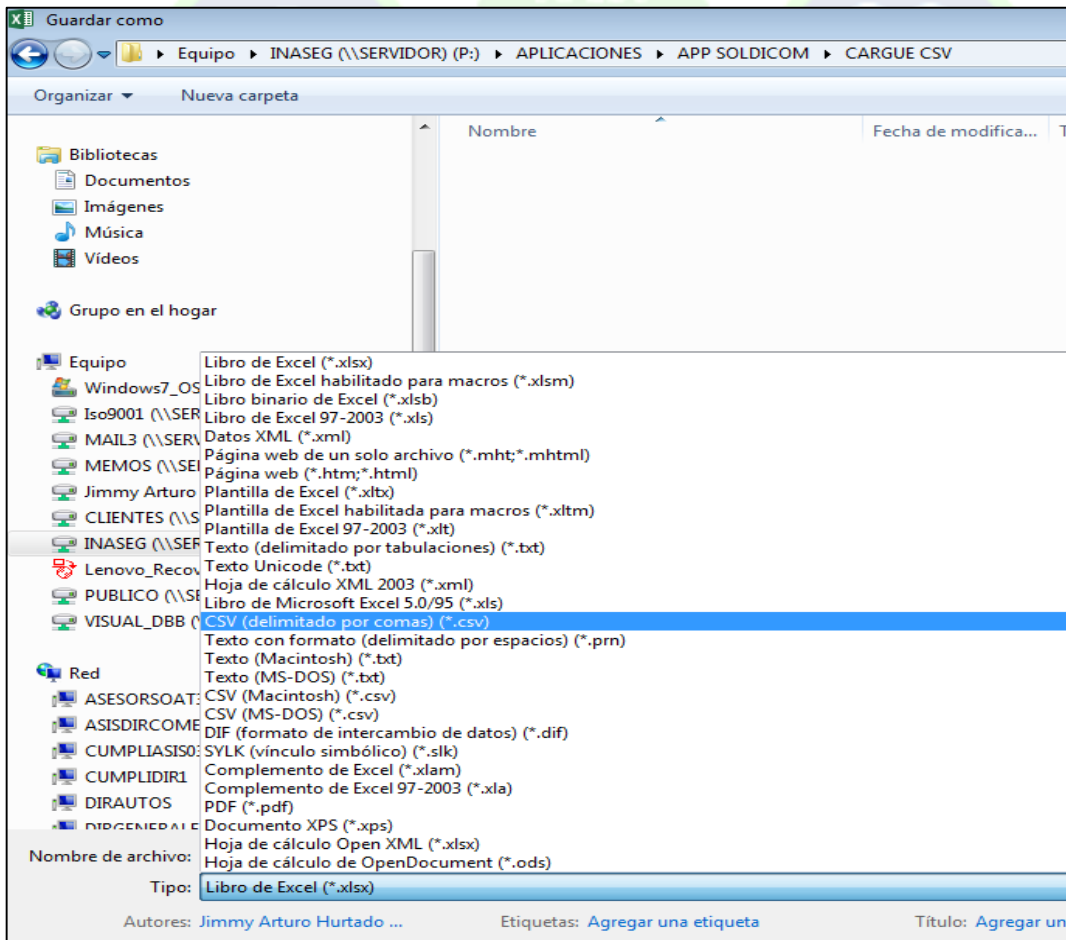 Guardar como
Equipo INASEG (\\SERVIDOR) (P:) APLICACIONES APP SOLDICOM CARGUE CSV
Organizar Nueva carpeta
Nombre Fecha de modifica... T
Bibliotecas
Documentos
Imágenes
Música
Vídeos
Grupo en el hogar
Equipo
Windows7_OS
Iso9001 (\\SER
MAIL3 (\\SERV
MEMOS (\\SE
Jimmy Arturo
CLIENTES (\\S
INASEG (\\SER
Lenovo_Recov
PUBLICO (\\SE
VISUAL_DBB (
Red
ASESORSOAT
ASISDIRCOME
CUMPLIASIS03
CUMPLIDIR1
DIRAUTOS
DIRGENERALE
Libro de Excel (*.xlsx)
Libro de Excel habilitado para macros (*.xlsm)
Libro binario de Excel (*.xlsb)
Libro de Excel 97-2003 (*.xls)
Datos XML (*.xml)
Página web de un solo archivo (*.mht;*.mhtml)
Página web (*.htm;*.html)
Plantilla de Excel (*.xltx)
Plantilla de Excel habilitada para macros (*.xltm)
Plantilla de Excel 97-2003 (*.xlt)
Texto (delimitado por tabulaciones) (*.txt)
Texto Unicode (*.txt)
Hoja de cálculo XML 2003 (*.xml)
Libro de Microsoft Excel 5.0/95 (*.xls)
CSV (delimitado por comas) (*.csv)
Texto con formato (delimitado por espacios) (*.prn)
Texto (Macintosh) (*.txt)
Texto (MS-DOS) (*.txt)
CSV (Macintosh) (*.csv)
CSV (MS-DOS) (*.csv)
DIF (formato de intercambio de datos) (*.dif)
SYLK (vínculo simbólico) (*.slk)
Complemento de Excel (*.xlam)
Complemento de Excel 97-2003 (*.xla)
PDF (*.pdf)
Documento XPS (*.xps)
Hoja de cálculo Open XML (*.xlsx)
Hoja de cálculo de OpenDocument (*.ods)
Nombre de archivo:
Tipo: Libro de Excel (*.xlsx)
Autores: Jimmy Arturo Hurtado ... Etiquetas: Agregar una etiqueta Título: Agregar un